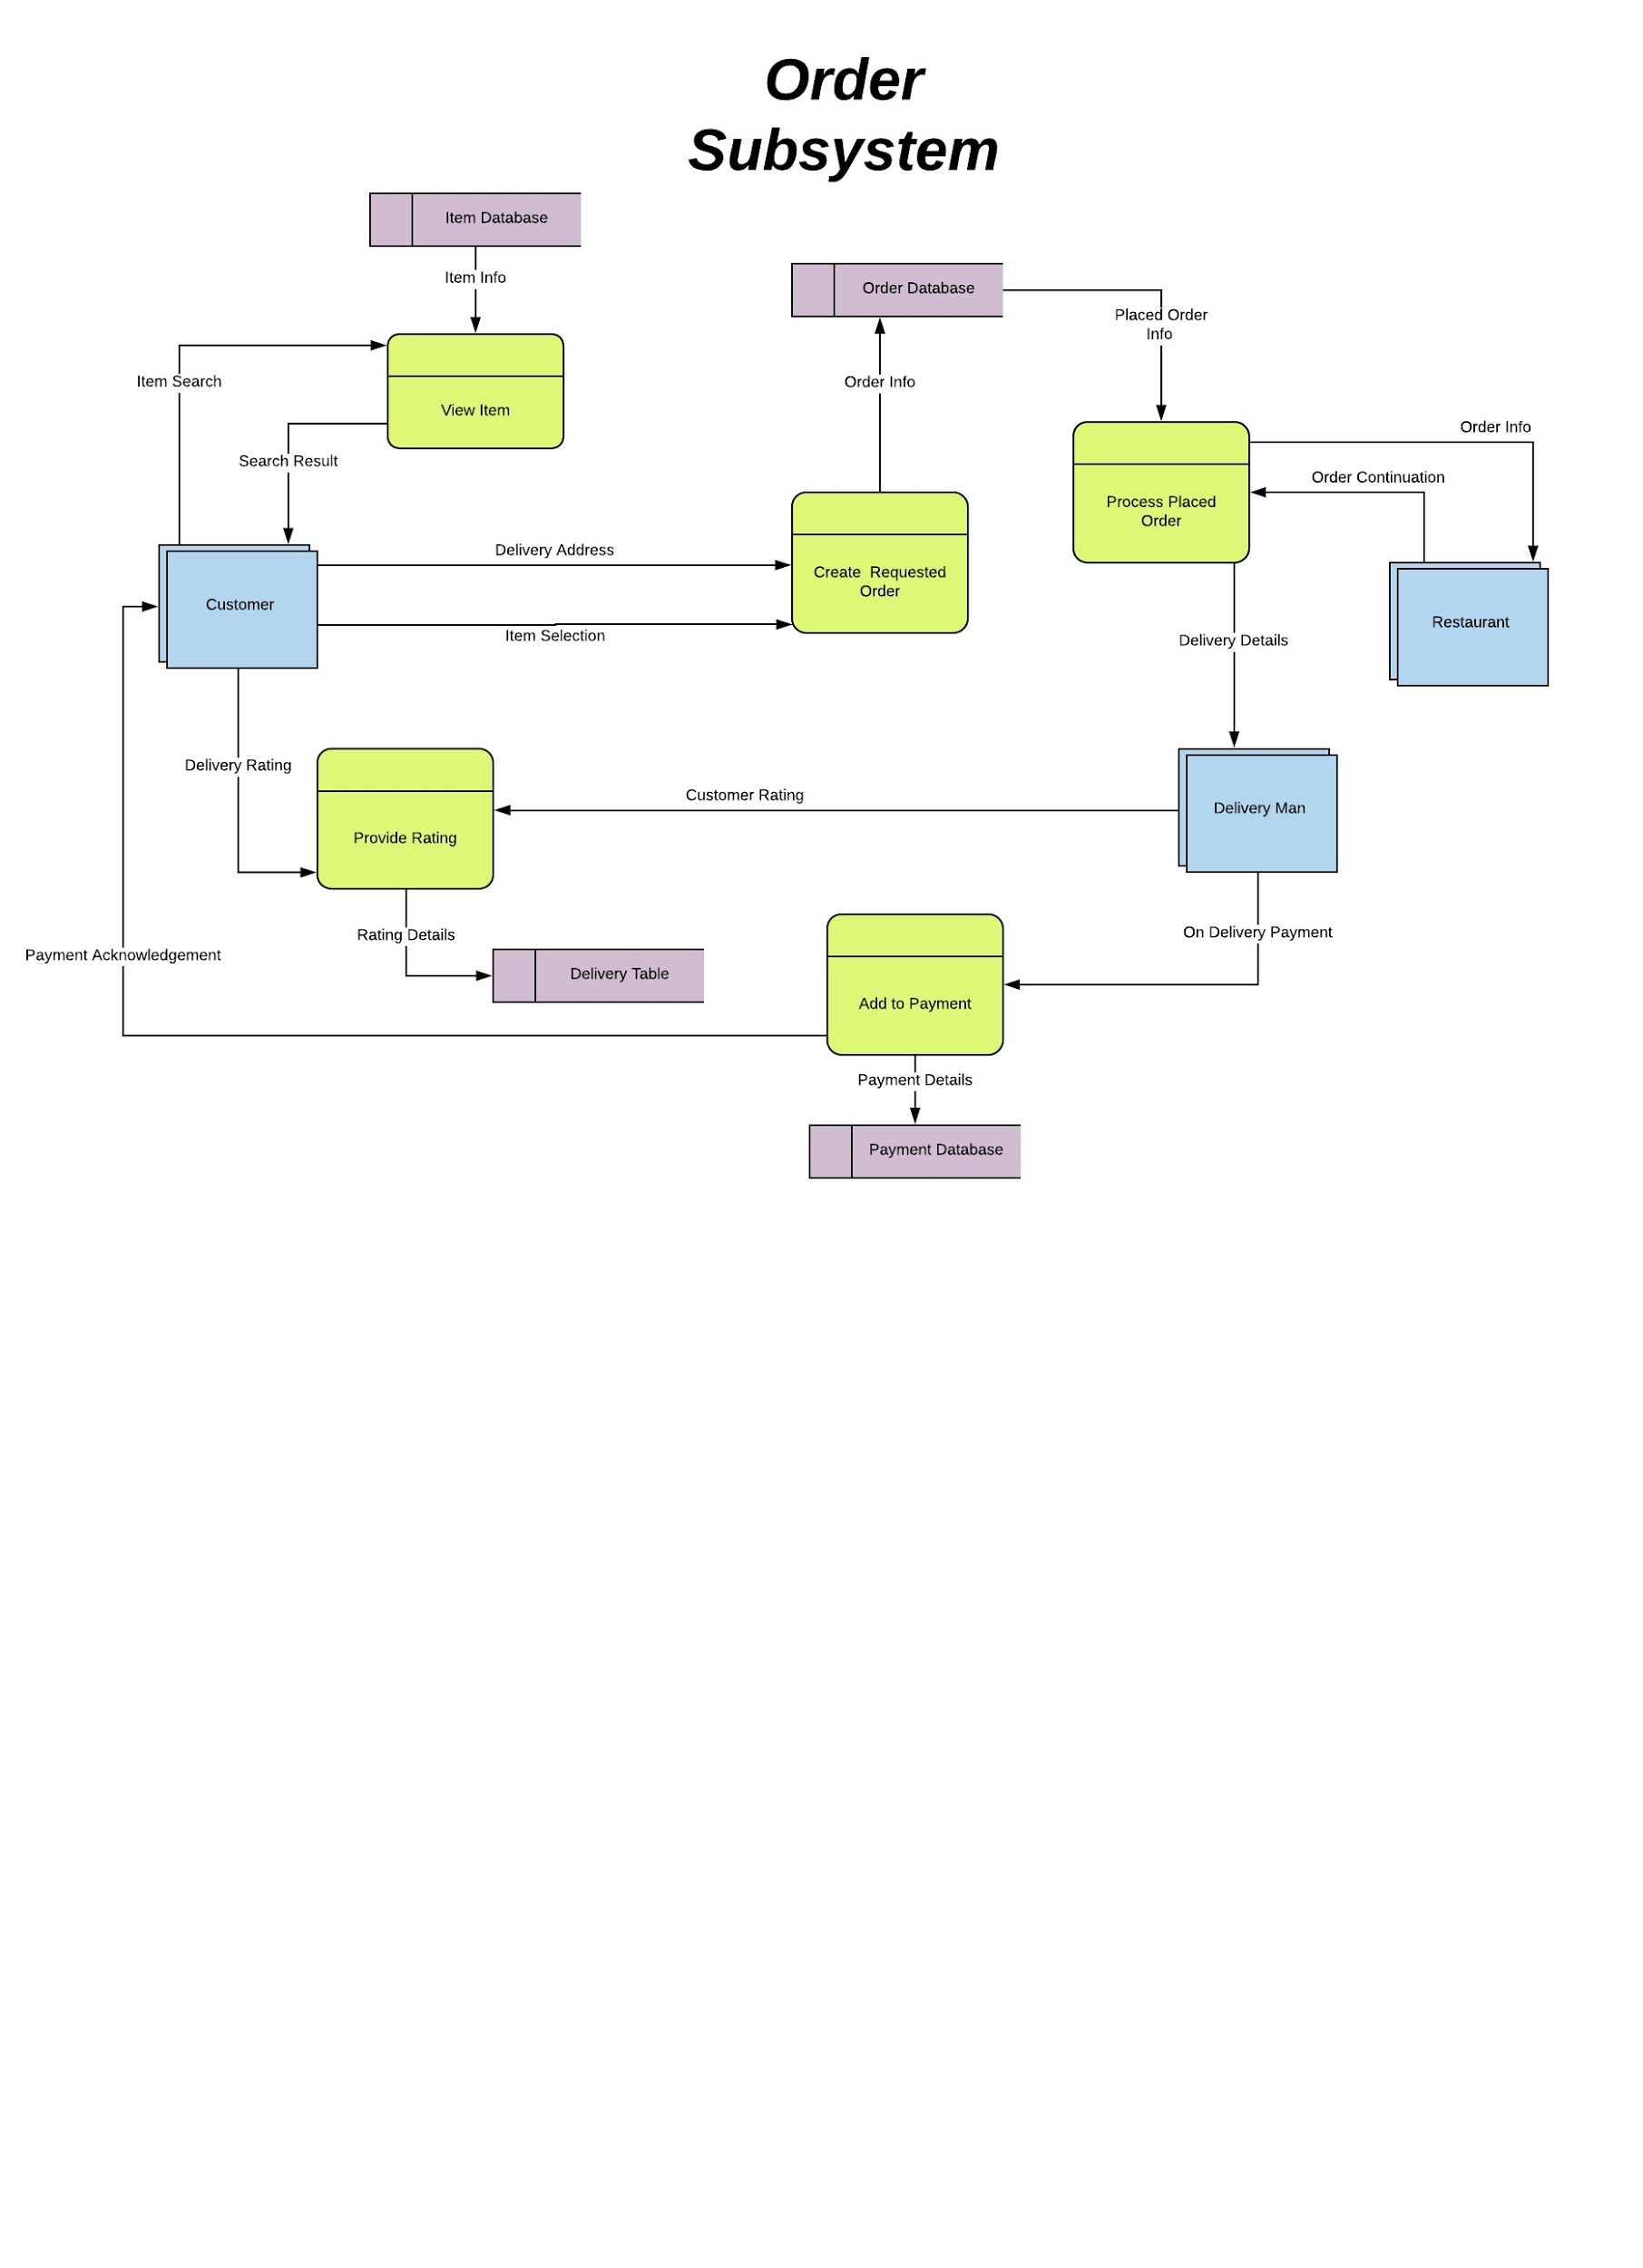 Order
Subsystem
Item Database
Item Info
Order Database
Placed Order
Info
Item Search
View Item
Order Info
Search Result
Order Info
Order Continuation
Process Placed
Order
Delivery Address
Create  Requested
Order
Customer
Item Selection
Restaurant
Delivery Details
Delivery Rating
Customer Rating
Delivery Man
Provide Rating
Rating Details
On Delivery Payment
Payment Acknowledgement
Delivery Table
Add to Payment
Payment Details
Payment Database